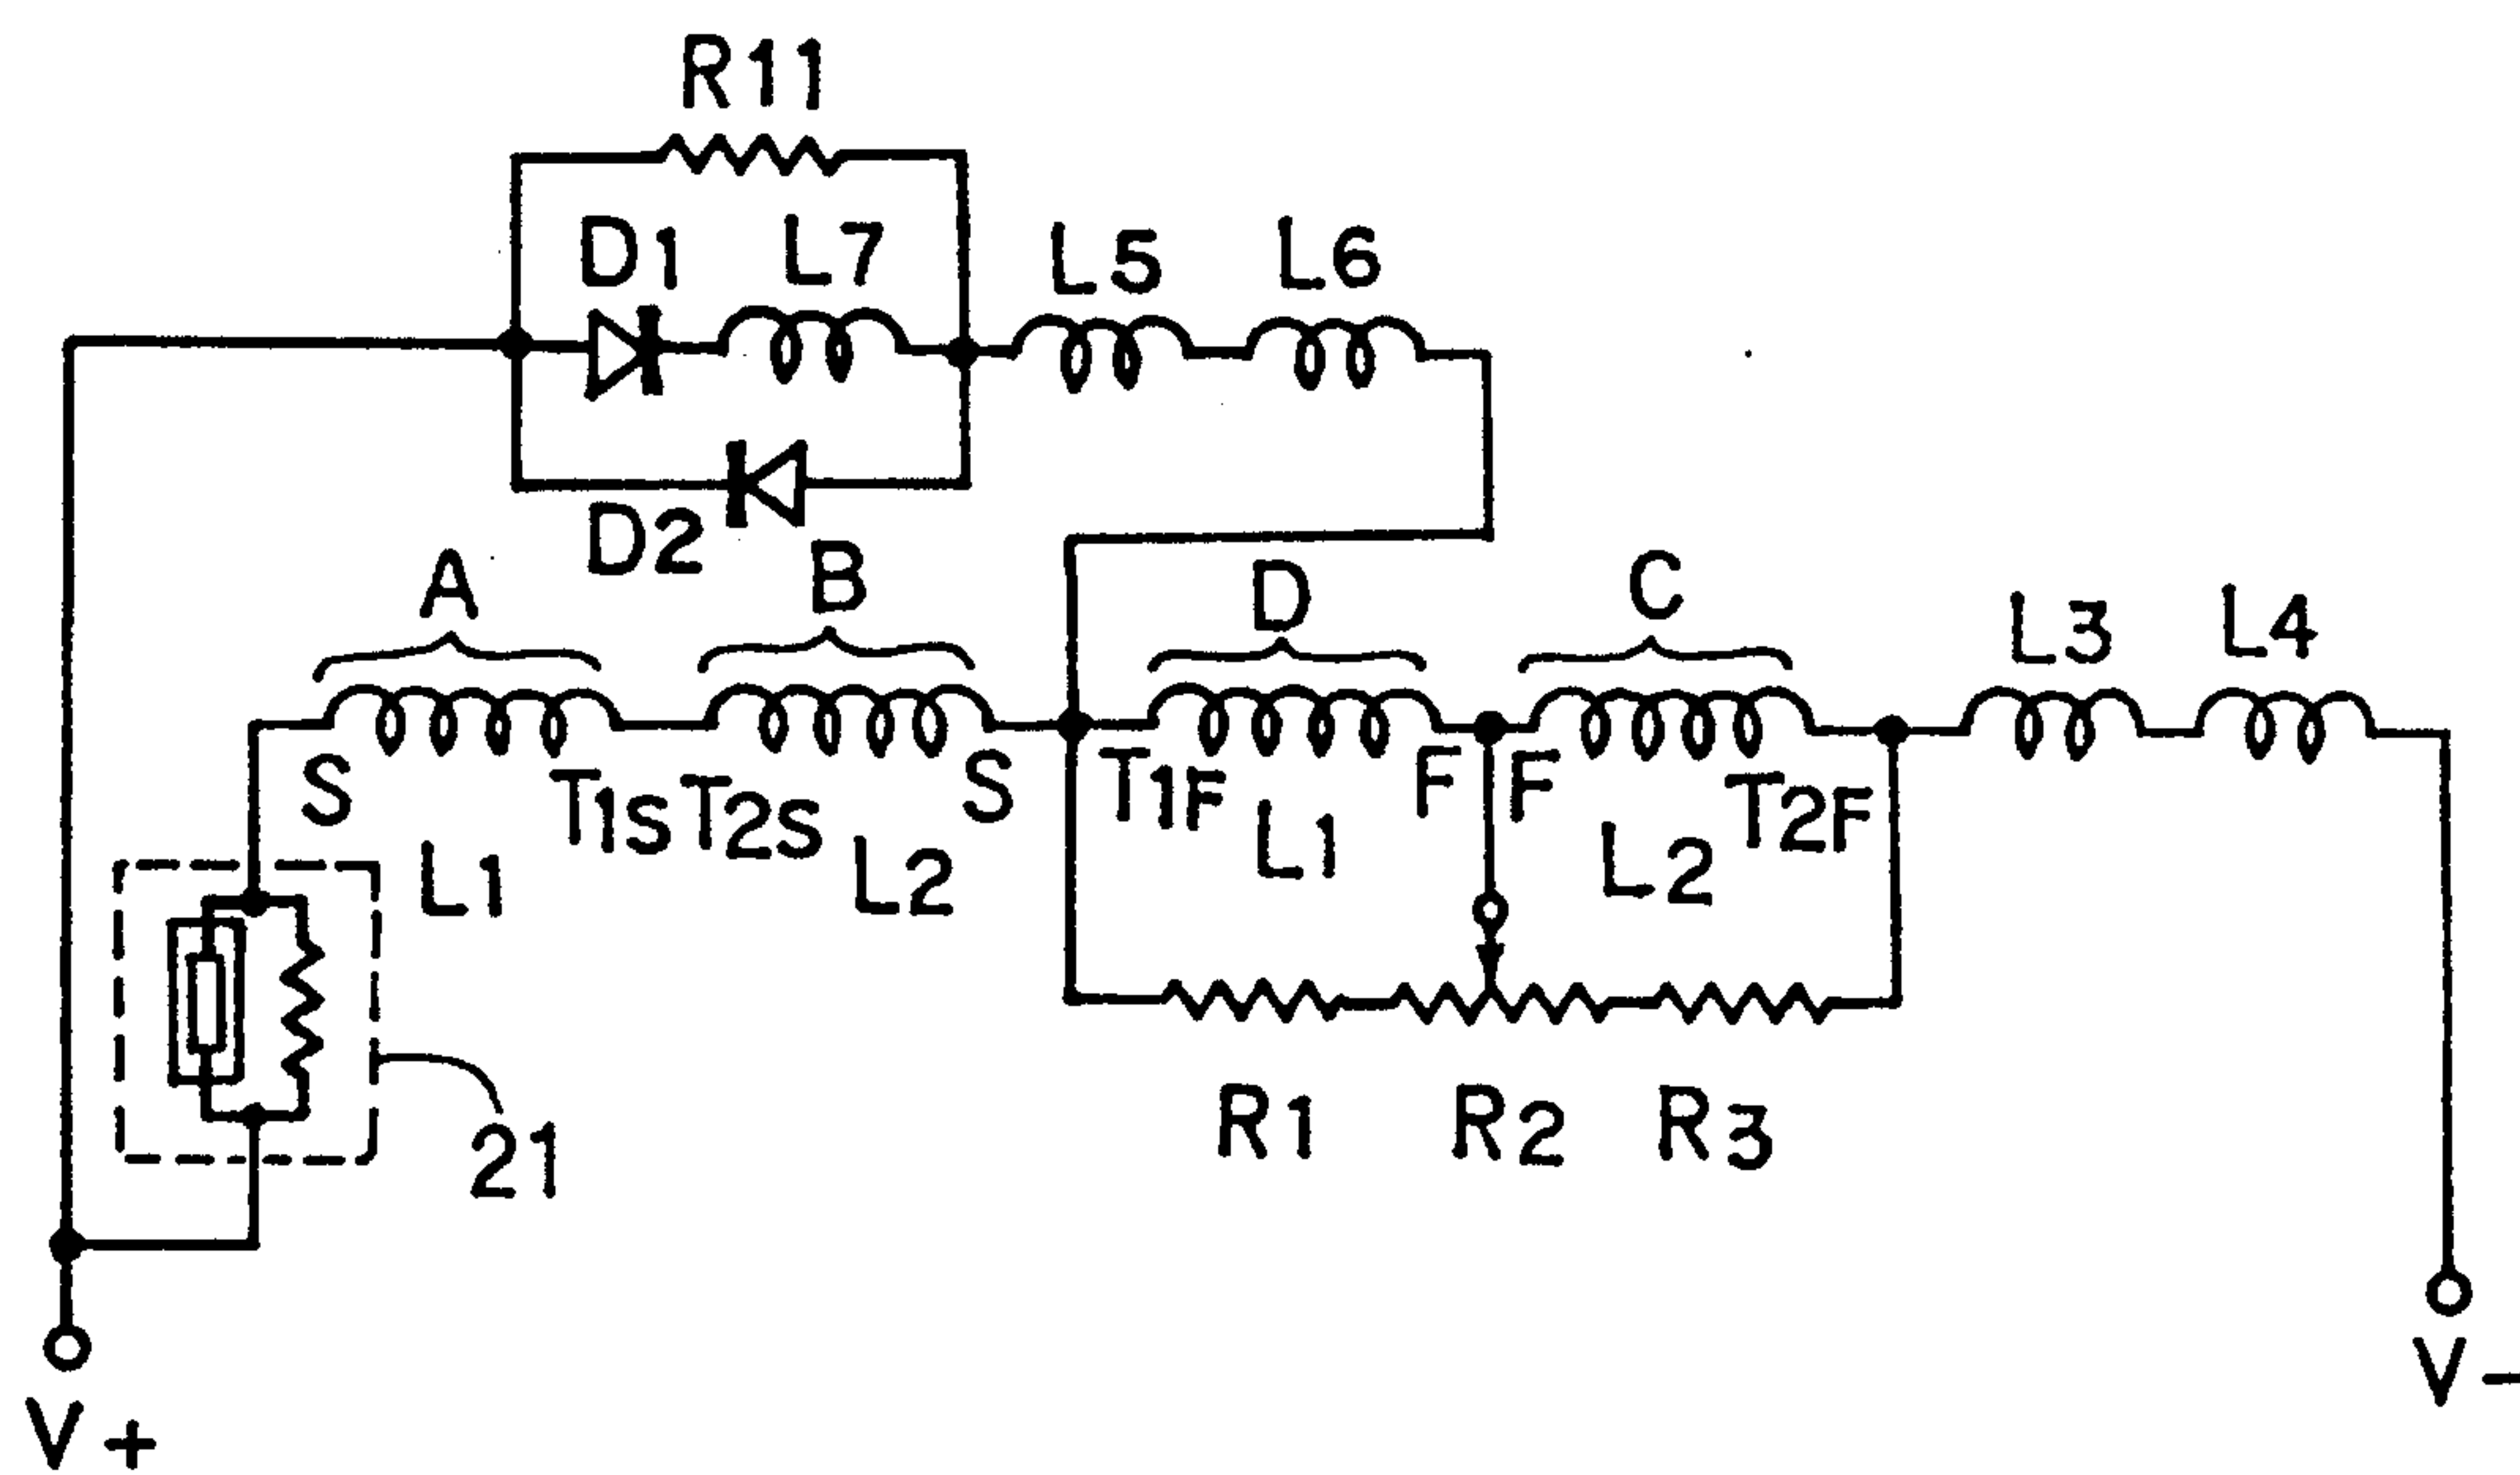 R11
D1 L7 L5 L6
D2
A B D C L3 L4
S T1S T2S S T1F F F T2F
L1 L2 L1 L2
R1 R2 R3
21
V+ V-